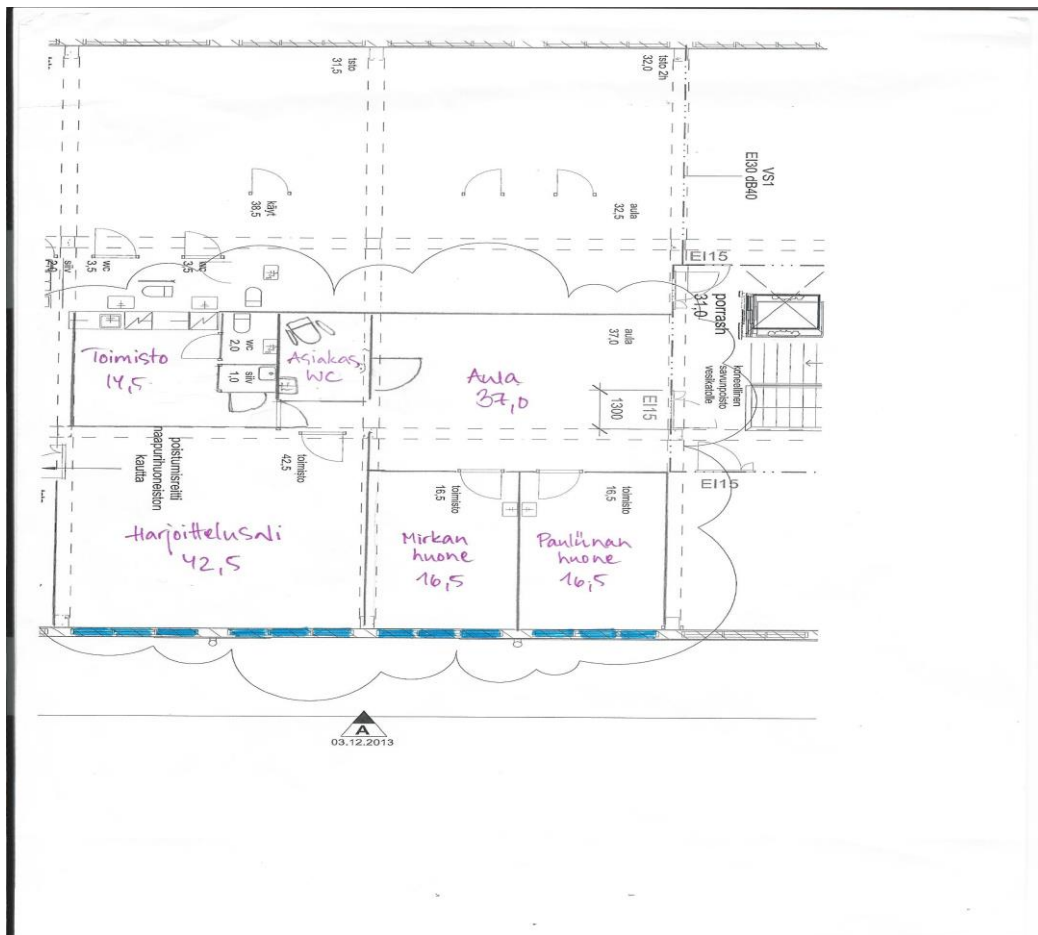 tsto
31,5
tsto 2h
32,0
VS1
EI30 dB40
käyt
38,5
aula
32,5
EI15
siiv
2,0
wc
3,5
wc
3,5
porrash
31,0
Toimisto
14,5
wc
2,0
siiv
1,0
Asiakas
WC
Aula
37,0
aula
37,0
1300
EI15
koneellinen
savunpoisto
vesikatolle
EI15
poistumisreitti
naapurihuoneiston
kautta
toimisto
42,5
Harjoittelusali
42,5
toimisto
16,5
Mirkan
huone
16,5
toimisto
16,5
Pauliinan
huone
16,5
A
03.12.2013